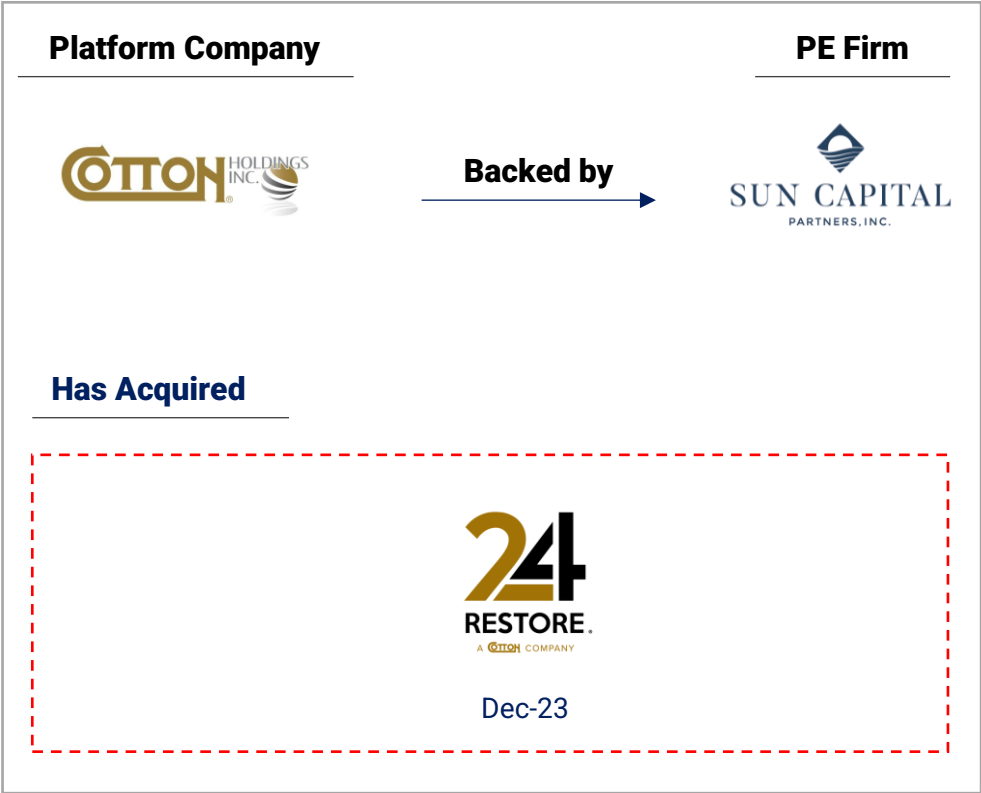 Platform Company
PE Firm
COTTON HOLDINGS INC.®
Backed by
SUN CAPITAL
PARTNERS, INC.
Has Acquired
24
RESTORE.
A COTTON COMPANY
Dec-23